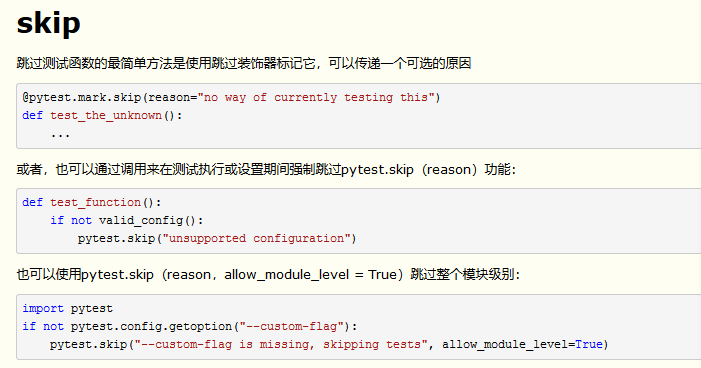 skip
跳过测试函数的最简单方法是使用跳过装饰器标记它，可以传递一个可选的原因
@pytest.mark.skip(reason="no way of currently testing this")
def test_the_unknown():
    ...
或者，也可以通过调用来在测试执行或设置期间强制跳过pytest.skip（reason）功能：
def test_function():
    if not valid_config():
        pytest.skip("unsupported configuration")
也可以使用pytest.skip（reason，allow_module_level = True）跳过整个模块级别：
import pytest
if not pytest.config.getoption("--custom-flag"):
    pytest.skip("--custom-flag is missing, skipping tests", allow_module_level=True)